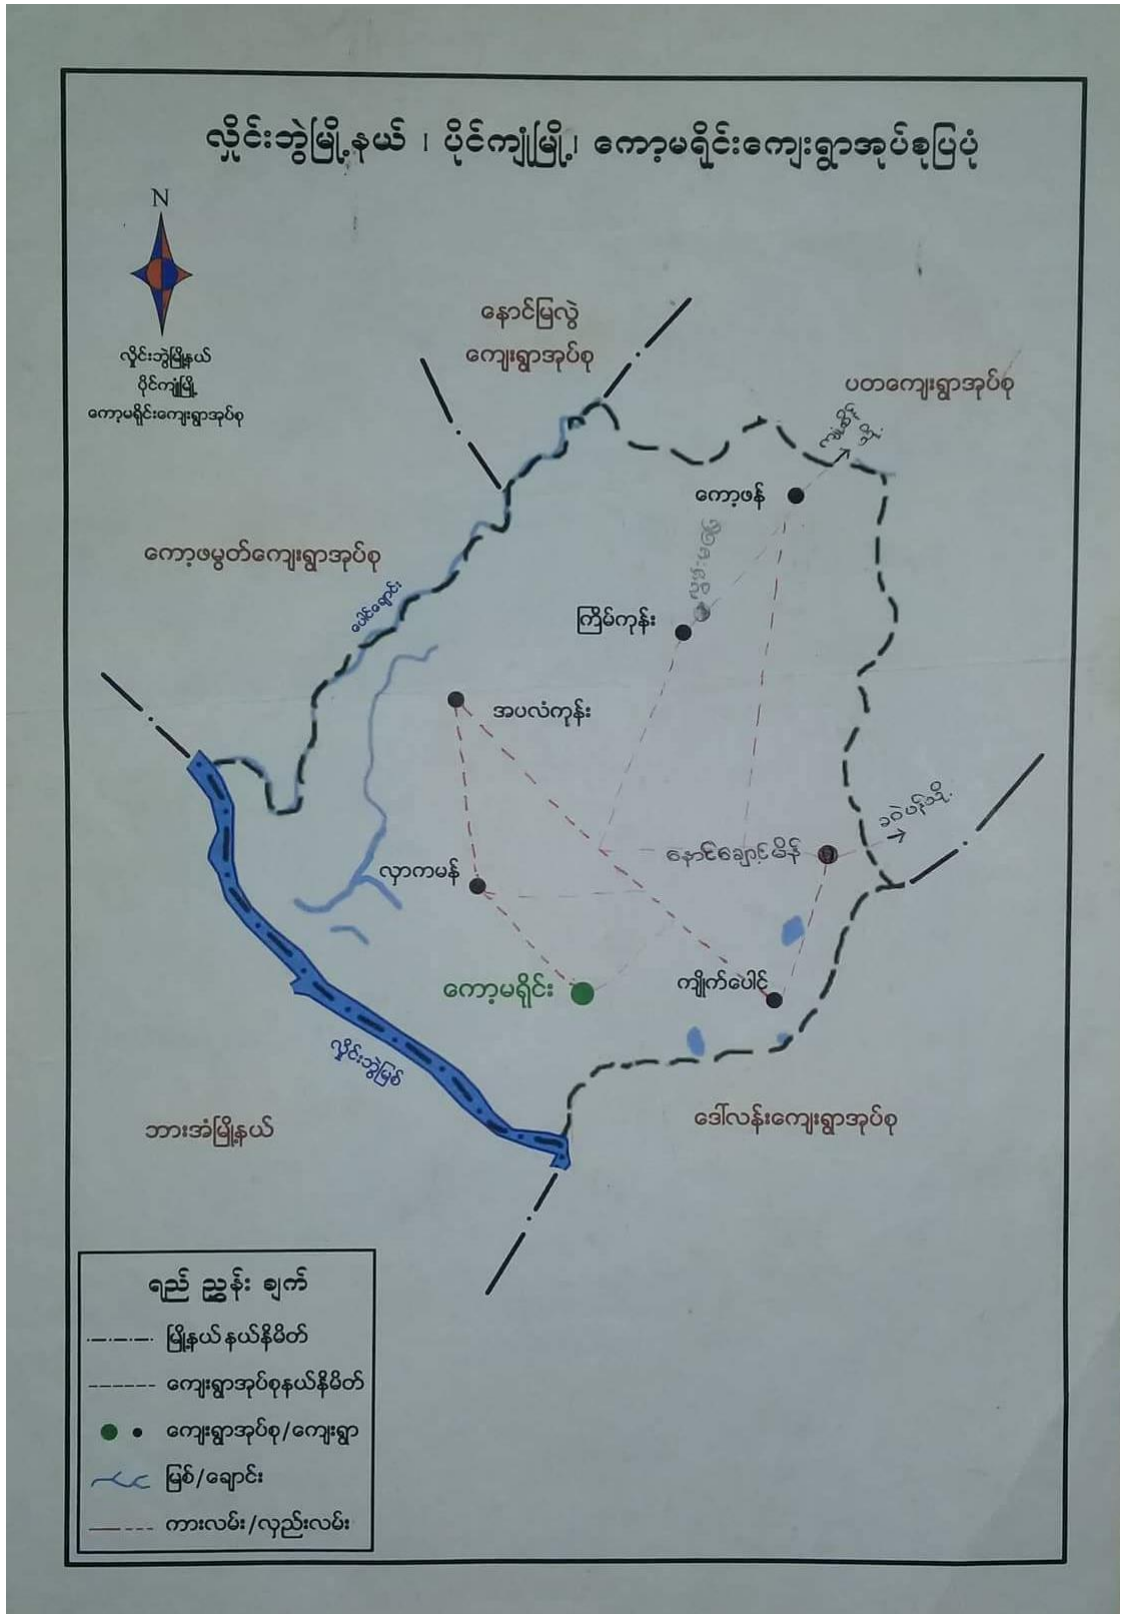 လှိုင်းဘွဲမြို့နယ် ၊ ပိုင်ကျုံမြို့၊ ကော့မရှိုင်းကျေးရွာအုပ်စုပြပုံ
N
လှိုင်းဘွဲမြို့နယ်
ပိုင်ကျုံမြို့
ကော့မရှိုင်းကျေးရွာအုပ်စု
နောင်မြလွဲ
ကျေးရွာအုပ်စု
ပတကျေးရွာအုပ်စု
ကော့ဖန်
ကော့ဖမွတ်ကျေးရွာအုပ်စု
ပေါင်ချောင်း
ကြိမ်ကုန်း
အပလံကုန်း
နောင်ချောင့်မိန်
လှာကမန်
ကျိုက်ပေါင်
ကော့မရှိုင်း
လှိုင်းဘွဲမြစ်
ဘားအံမြို့နယ်
ဒေါ်လန်းကျေးရွာအုပ်စု
ရည် ညွှန်း ချက်
မြို့နယ် နယ်နိမိတ်
ကျေးရွာအုပ်စုနယ်နိမိတ်
ကျေးရွာအုပ်စု/ကျေးရွာ
မြစ်/ချောင်း
ကားလမ်း/လှည်းလမ်း